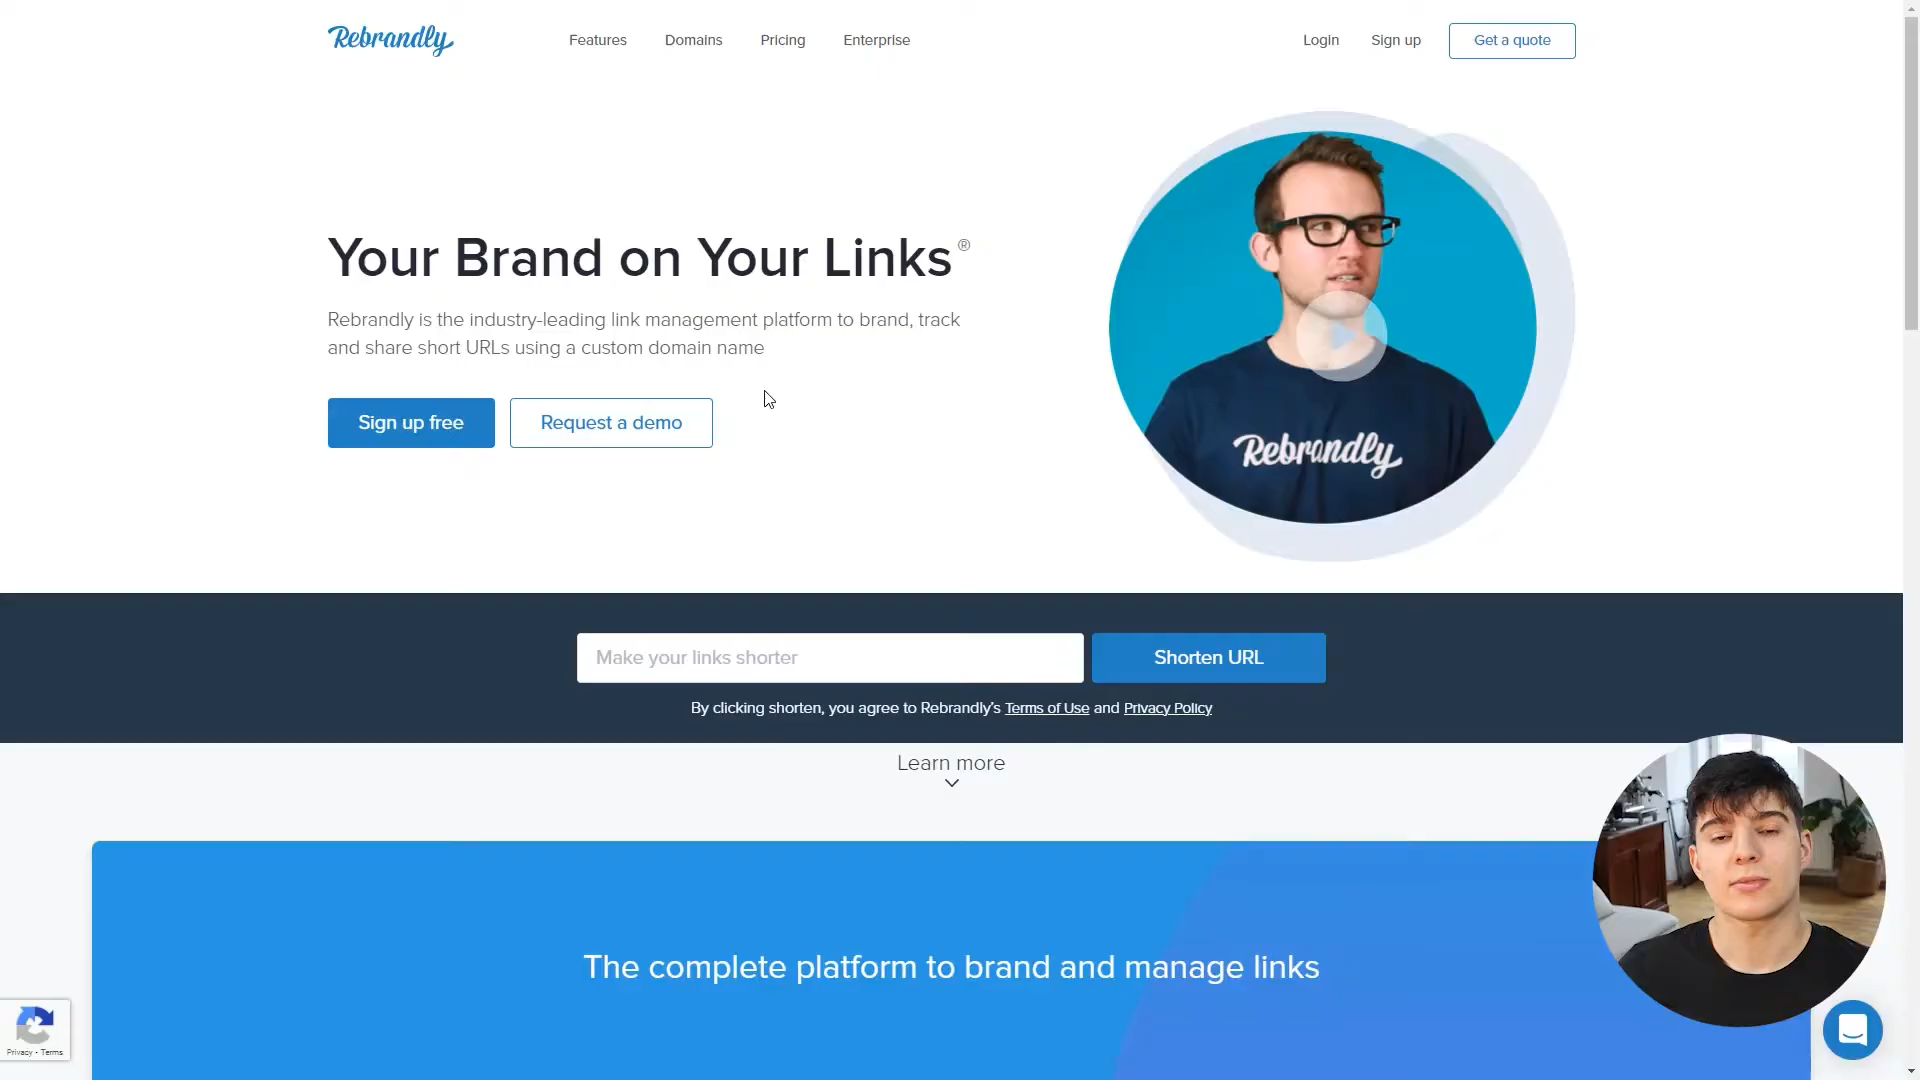 Rebrandly
Features
Domains
Pricing
Enterprise
Login
Sign up
Get a quote
Your Brand on Your Links®
Rebrandly is the industry-leading link management platform to brand, track
and share short URLs using a custom domain name
Sign up free
Request a demo
Rebrandly
Make your links shorter
Shorten URL
By clicking shorten, you agree to Rebrandly's Terms of Use and Privacy Policy
Learn more
The complete platform to brand and manage links
Privacy - Terms